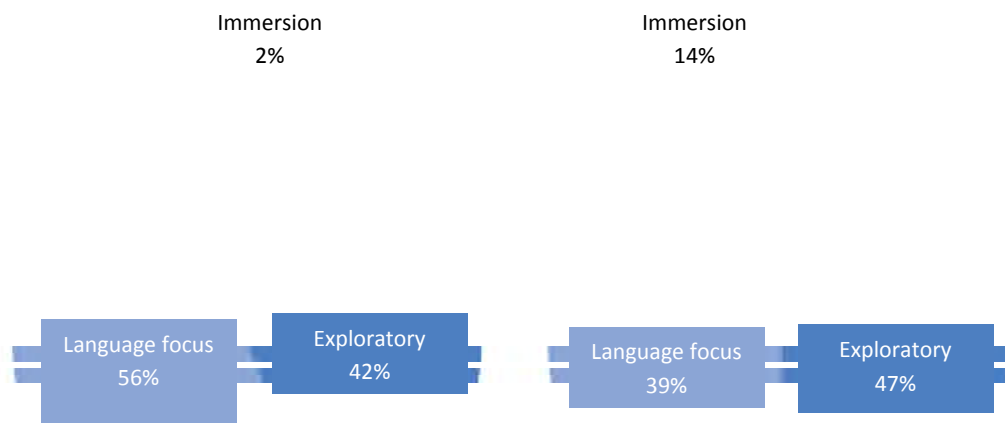 Immersion
2%
Immersion
14%
Language focus
56%
Exploratory
42%
Language focus
39%
Exploratory
47%